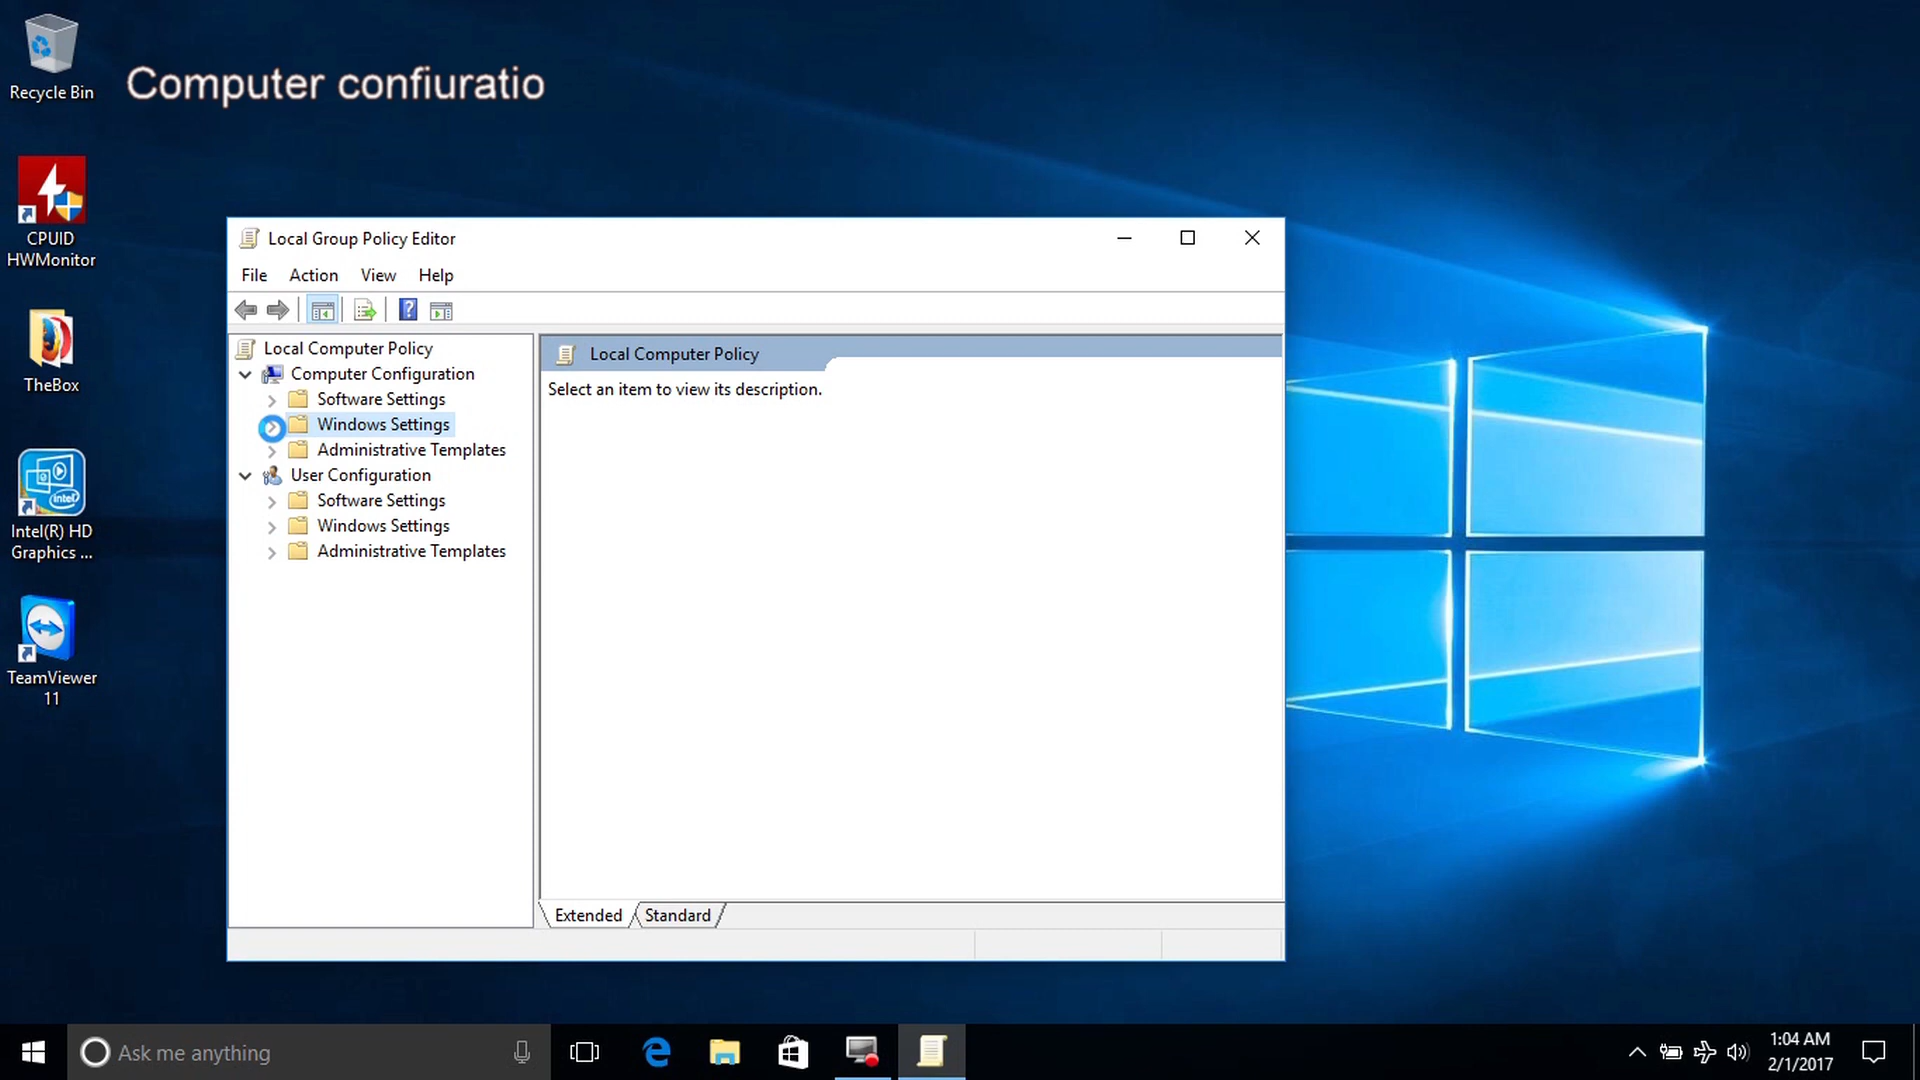 Recycle Bin
Computer confiuratio
CPUID
HWMonitor
TheBox
Intel(R) HD
Graphics ...
TeamViewer
11
Local Group Policy Editor
File Action View Help
Local Computer Policy
Computer Configuration
Software Settings
Windows Settings
Administrative Templates
User Configuration
Software Settings
Windows Settings
Administrative Templates
Local Computer Policy
Select an item to view its description.
Extended Standard
Ask me anything
1:04 AM
2/1/2017